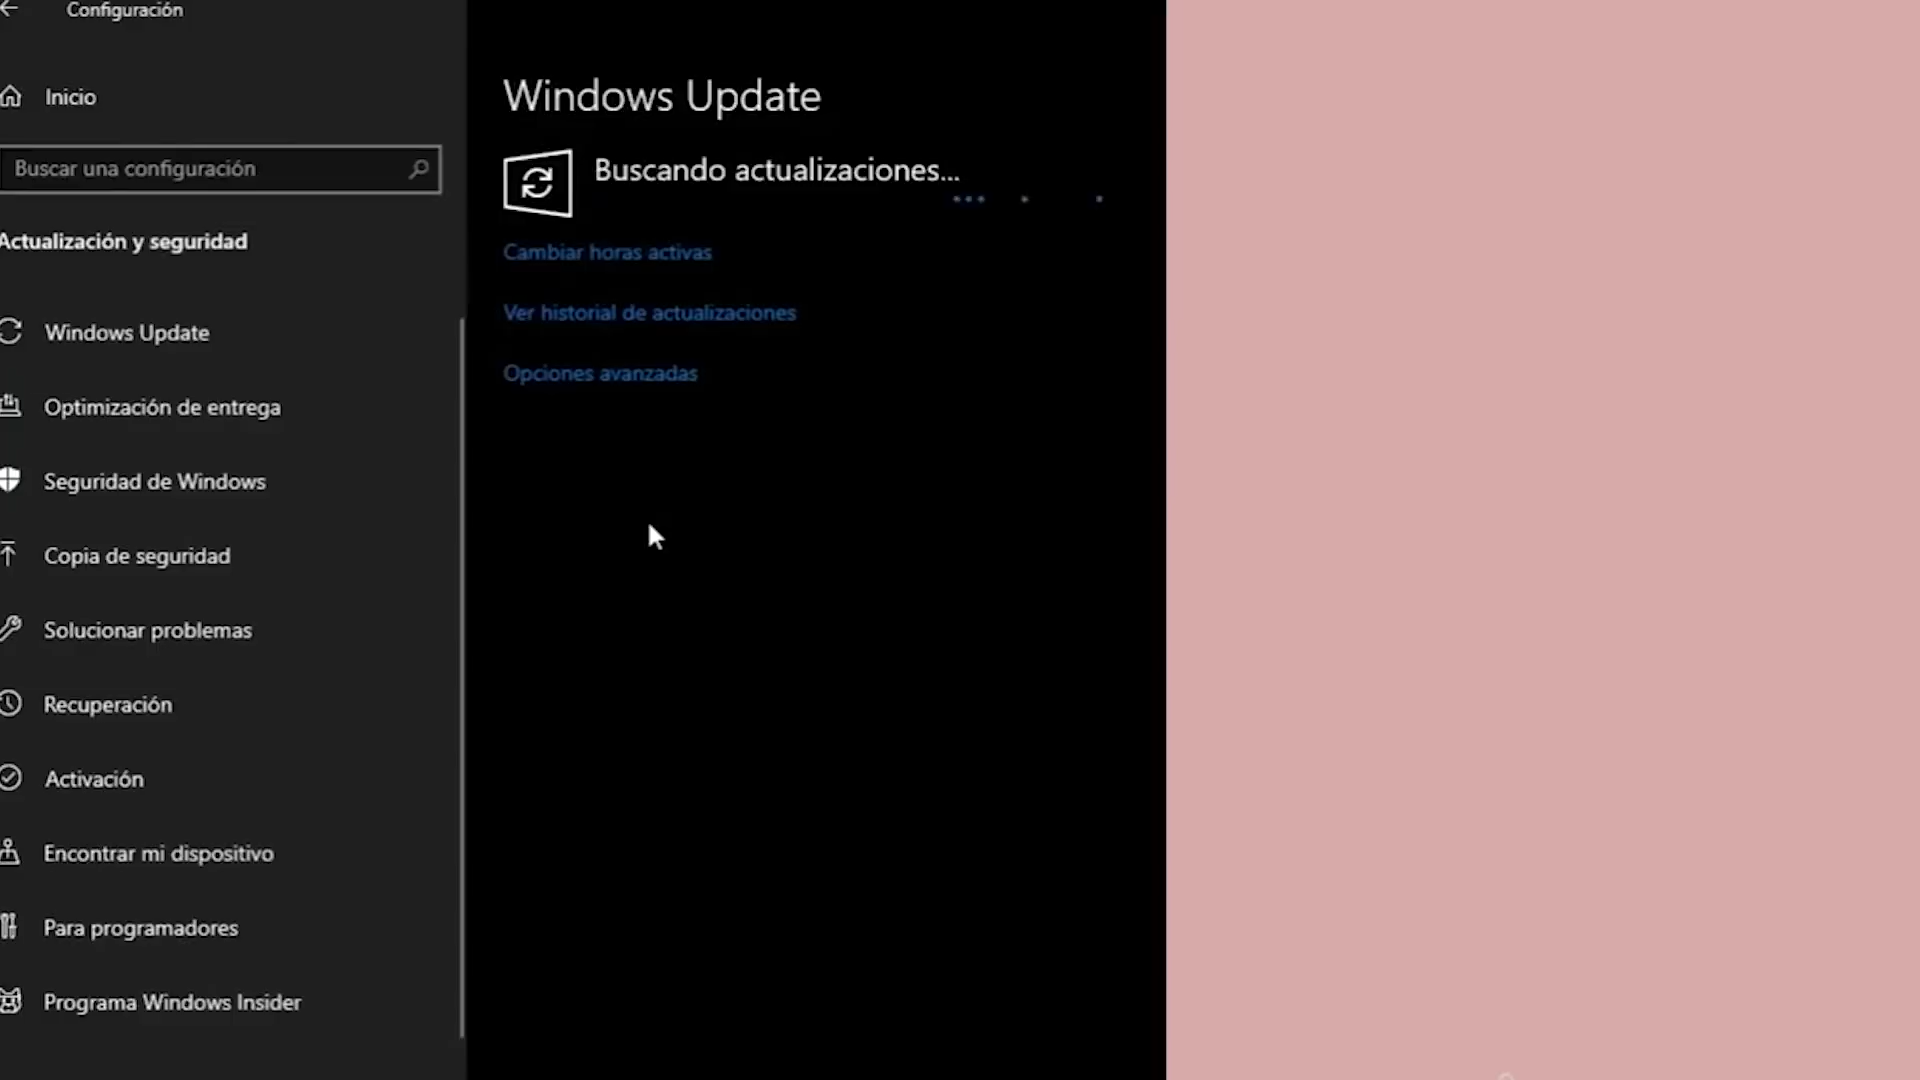 Configuración
Inicio
Buscar una configuración
Actualización y seguridad
Windows Update
Optimización de entrega
Seguridad de Windows
Copia de seguridad
Solucionar problemas
Recuperación
Activación
Encontrar mi dispositivo
Para programadores
Programa Windows Insider
Windows Update
Buscando actualizaciones...
Cambiar horas activas
Ver historial de actualizaciones
Opciones avanzadas